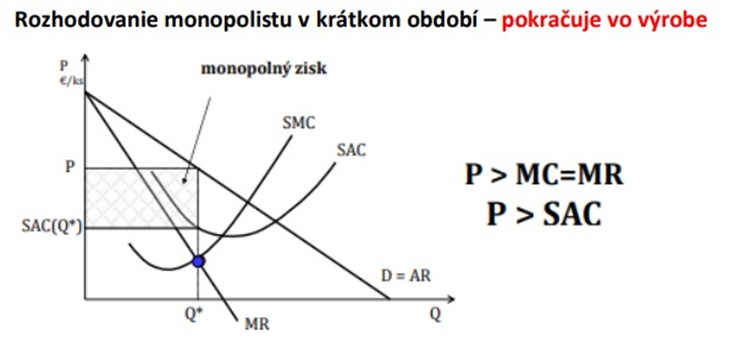 Rozhodovanie monopolistu v krátkom období – pokračuje vo výrobe
P
€/ks
monopolný zisk
SMC
SAC
P
P > MC=MR
P > SAC
SAC(Q*)
D = AR
Q*
MR
Q